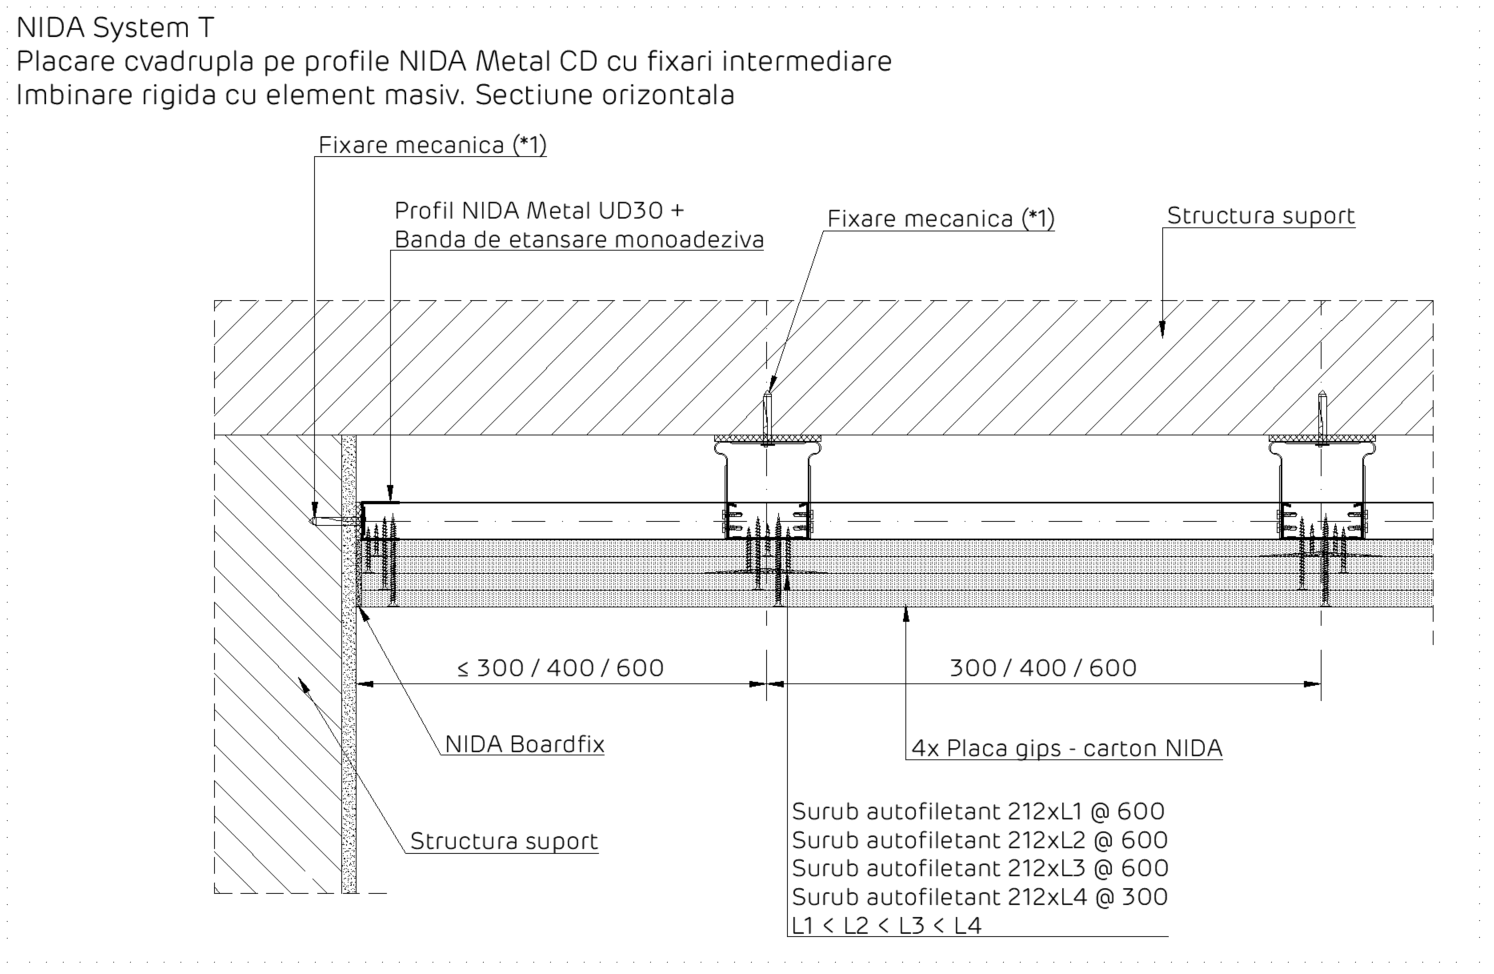 NIDA System T
Placare cvadrupla pe profile NIDA Metal CD cu fixari intermediare
Imbinare rigida cu element masiv. Sectiune orizontala
Fixare mecanica (*1)
Profil NIDA Metal UD30 +
Banda de etansare monoadeziva
Fixare mecanica (*1)
Structura suport
≤ 300 / 400 / 600
300 / 400 / 600
NIDA Boardfix
4x Placa gips - carton NIDA
Structura suport
Surub autofiletant 212xL1 @ 600
Surub autofiletant 212xL2 @ 600
Surub autofiletant 212xL3 @ 600
Surub autofiletant 212xL4 @ 300
L1 < L2 < L3 < L4